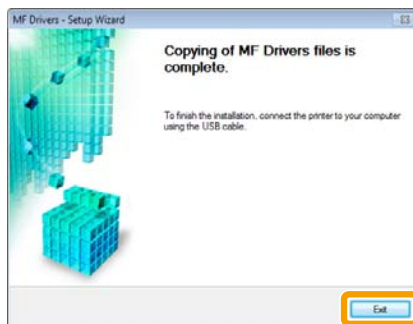 MF Drivers - Setup Wizard
Copying of MF Drivers files is
complete.
To finish the installation, connect the printer to your computer
using the USB cable.
Exit